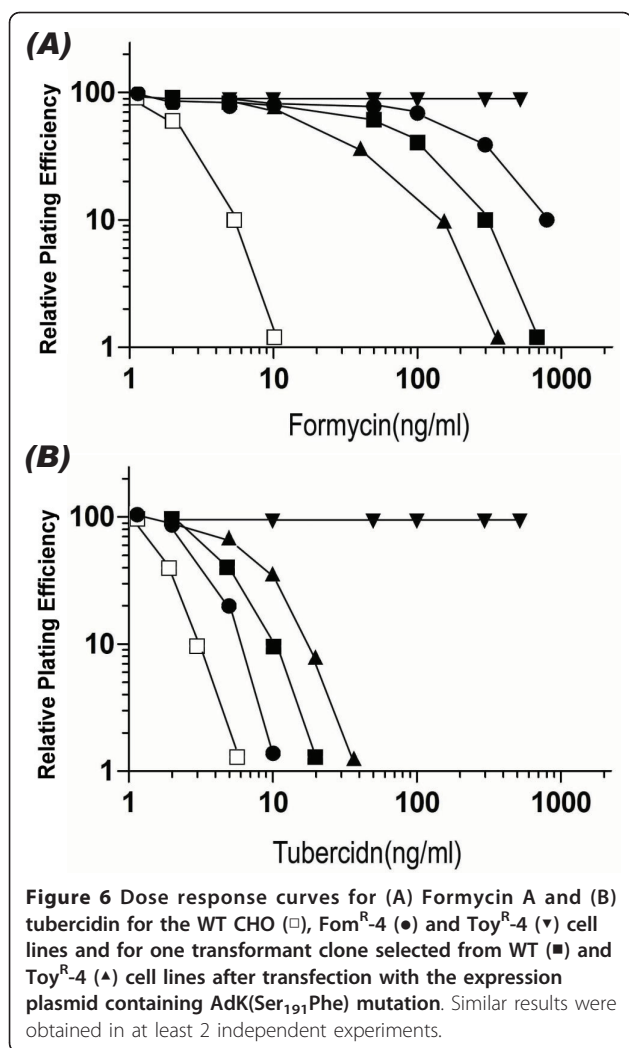 (A)
100
10
1
Relative Plating Efficiency
1 10 100 1000
Formycin(ng/ml)
(B)
100
10
1
Relative Plating Efficiency
1 10 100 1000
Tubercidn(ng/ml)
Figure 6 Dose response curves for (A) Formycin A and (B)
tubercidin for the WT CHO (□), Fomᴿ-4 (●) and Toyᴿ-4 (▼) cell
lines and for one transformant clone selected from WT (■) and
Toyᴿ-4 (▲) cell lines after transfection with the expression
plasmid containing AdK(Ser₁₉₁Phe) mutation. Similar results were
obtained in at least 2 independent experiments.